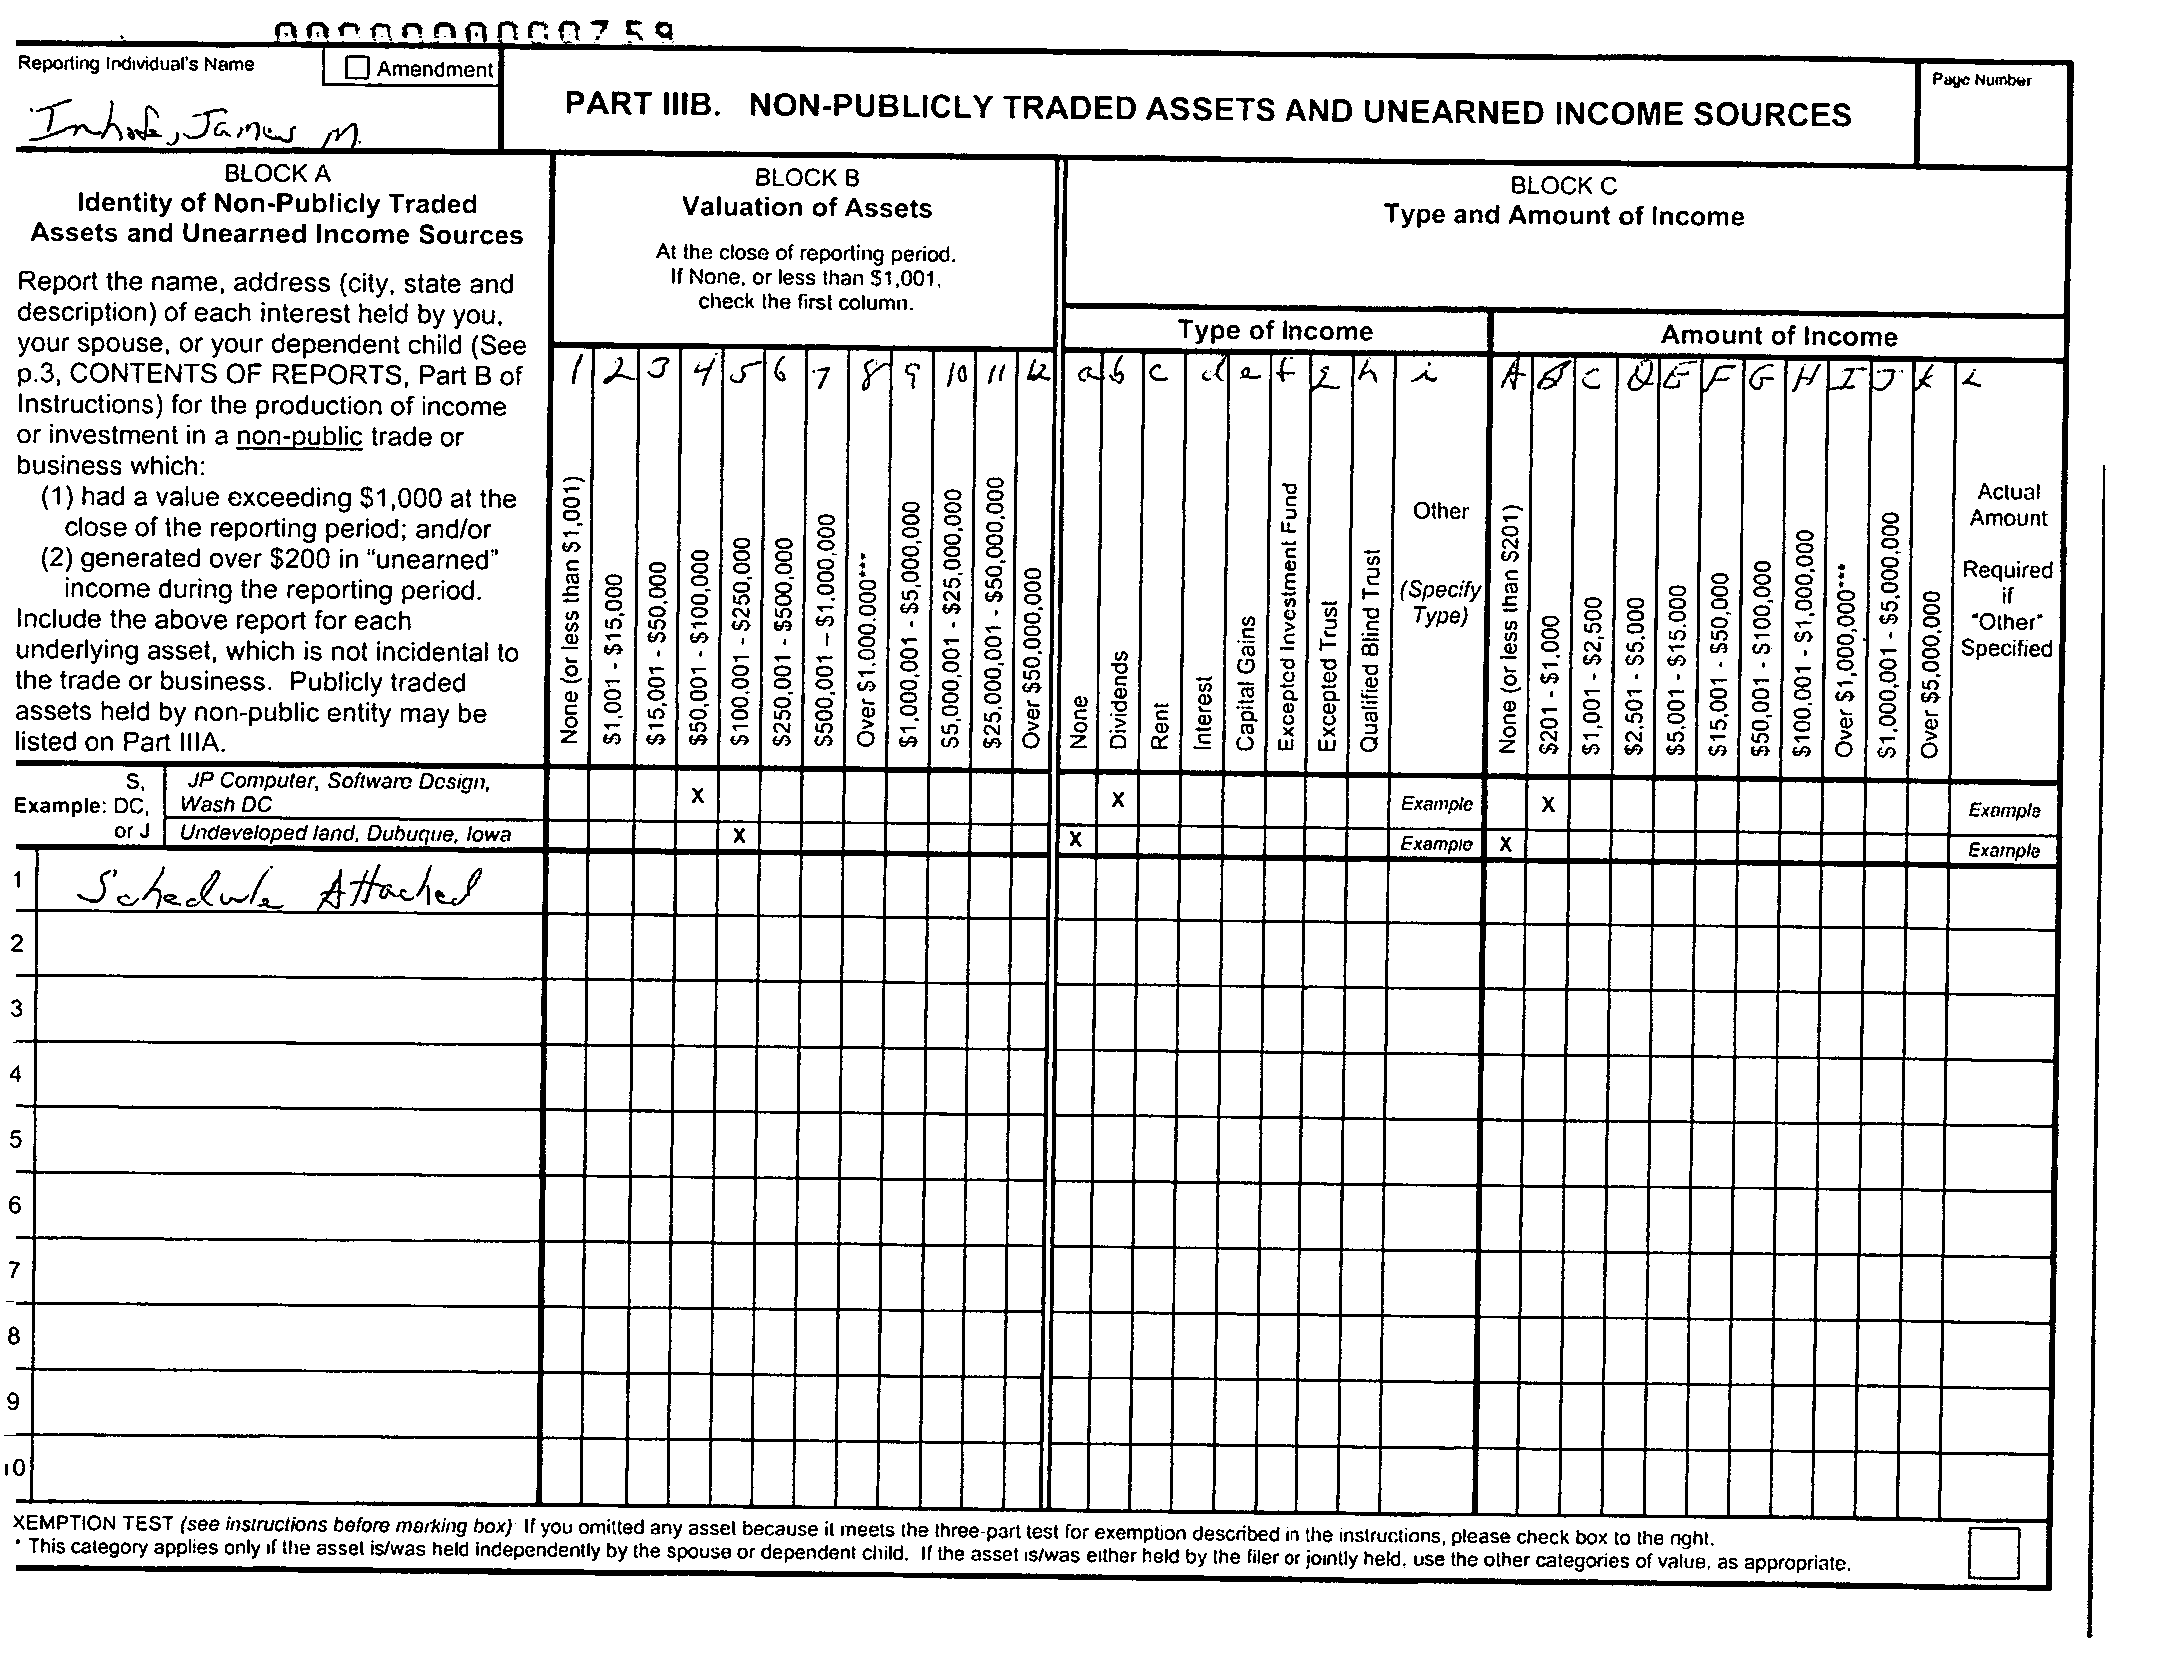 000000000759
Reporting Individual's Name
Amendment
Inhofe, James M.
PART IIIB. NON-PUBLICLY TRADED ASSETS AND UNEARNED INCOME SOURCES
Page Number
BLOCK A
Identity of Non-Publicly Traded
Assets and Unearned Income Sources
Report the name, address (city, state and
description) of each interest held by you,
your spouse, or your dependent child (See
p.3, CONTENTS OF REPORTS, Part B of
Instructions) for the production of income
or investment in a non-public trade or
business which:
(1) had a value exceeding $1,000 at the
close of the reporting period; and/or
(2) generated over $200 in "unearned"
income during the reporting period.
Include the above report for each
underlying asset, which is not incidental to
the trade or business. Publicly traded
assets held by non-public entity may be
listed on Part IIIA.
BLOCK B
Valuation of Assets
At the close of reporting period.
If None, or less than $1,001,
check the first column.
1 2 3 4 5 6 7 8 9 10 11 12
None (or less than $1,001)
$1,001 - $15,000
$15,001 - $50,000
$50,001 - $100,000
$100,001 - $250,000
$250,001 - $500,000
$500,001 – $1,000,000
Over $1,000,000***
$1,000,001 - $5,000,000
$5,000,001 - $25,000,000
$25,000,001 - $50,000,000
Over $50,000,000
BLOCK C
Type and Amount of Income
Type of Income
a b c d e f g h i
None
Dividends
Rent
Interest
Capital Gains
Excepted Investment Fund
Excepted Trust
Qualified Blind Trust
Other
(Specify
Type)
Amount of Income
A B C D E F G H I J K L
None (or less than $201)
$201 - $1,000
$1,001 - $2,500
$2,501 - $5,000
$5,001 - $15,000
$15,001 - $50,000
$50,001 - $100,000
$100,001 - $1,000,000
Over $1,000,000***
$1,000,001 - $5,000,000
Over $5,000,000
Actual
Amount
Required
if
"Other"
Specified
Example:
S,
DC,
or J
JP Computer, Software Design,
Wash DC
X X Example X Example
Undeveloped land, Dubuque, Iowa
X X Example X Example
1 Schedule Attached
2
3
4
5
6
7
8
9
10
XEMPTION TEST (see instructions before marking box) If you omitted any asset because it meets the three-part test for exemption described in the instructions, please check box to the right.
* This category applies only if the asset is/was held independently by the spouse or dependent child. If the asset is/was either held by the filer or jointly held, use the other categories of value, as appropriate.